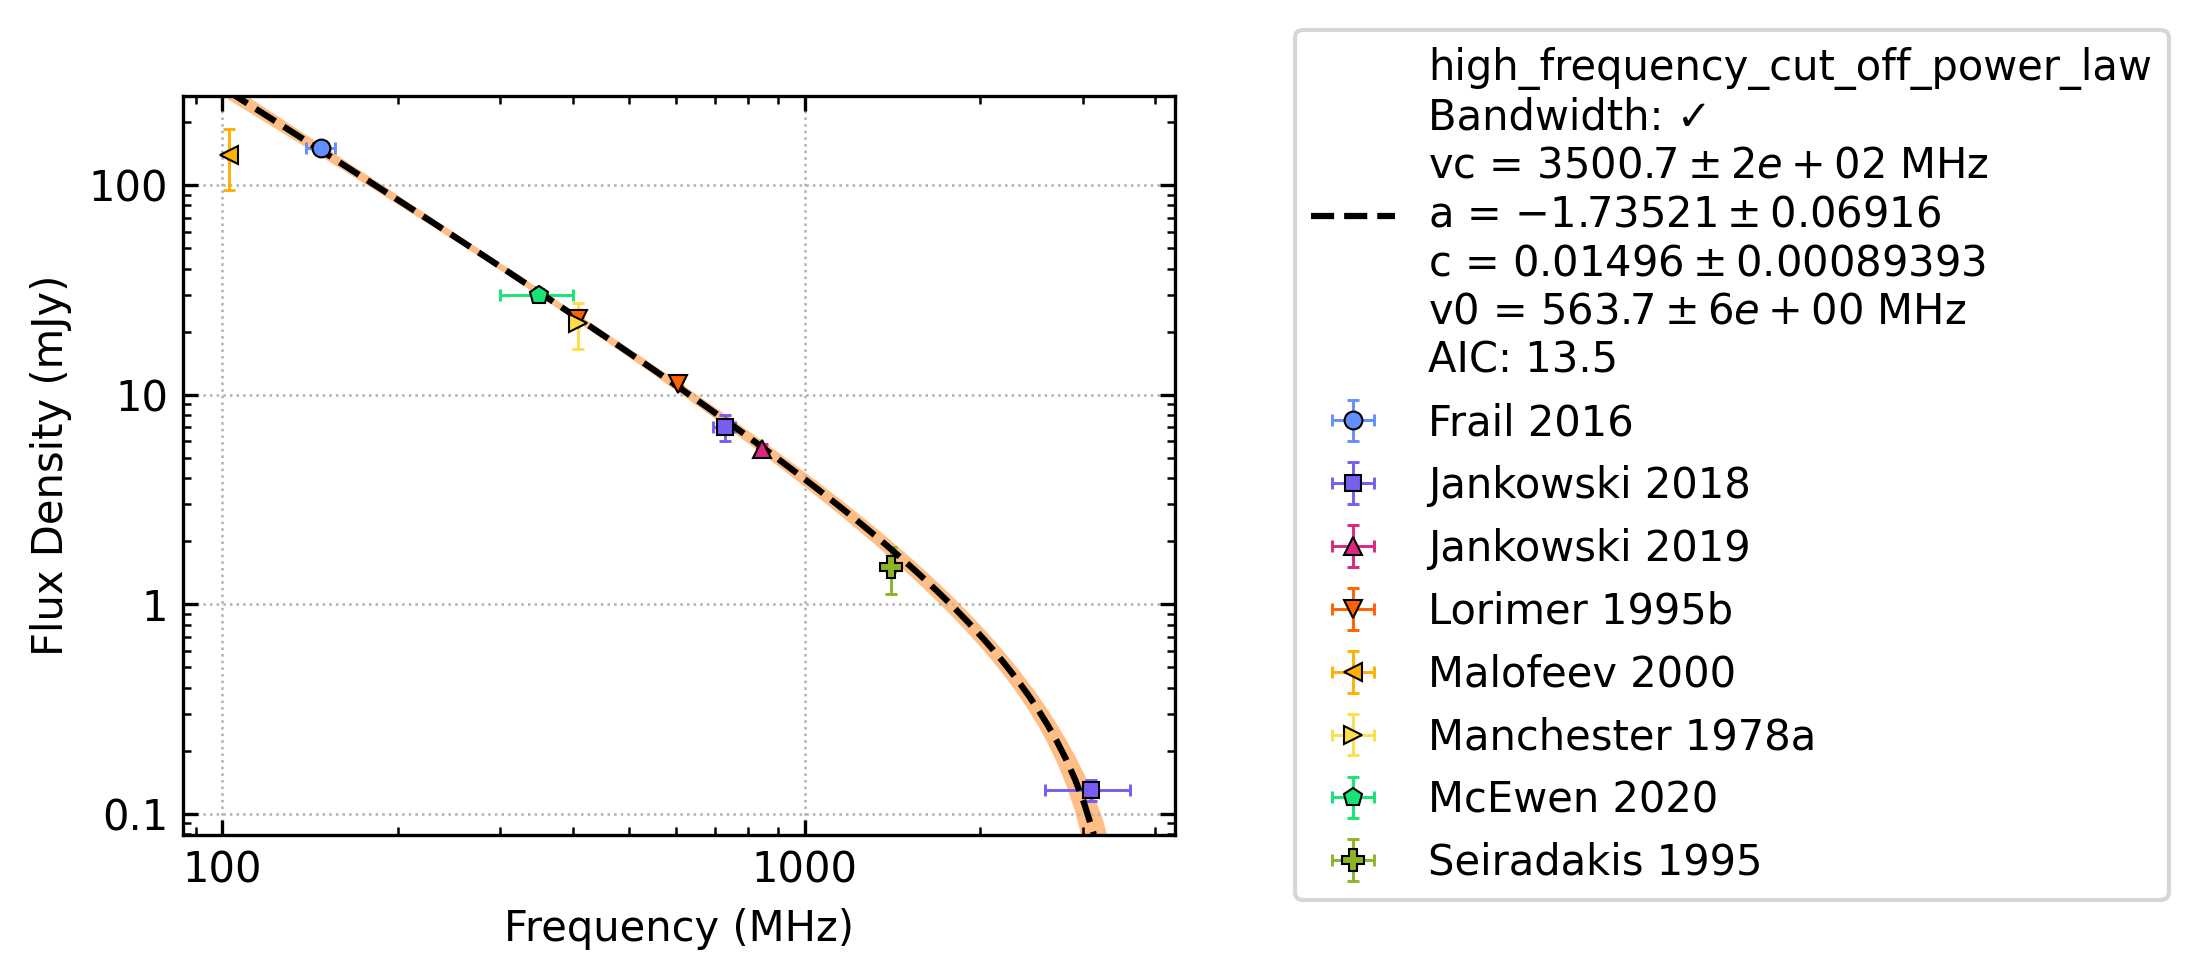 high_frequency_cut_off_power_law
Bandwidth: ✓
vc = 3500.7 ± 2e + 02 MHz
a = −1.73521 ± 0.06916
c = 0.01496 ± 0.00089393
v0 = 563.7 ± 6e + 00 MHz
AIC: 13.5
Frail 2016
Jankowski 2018
Jankowski 2019
Lorimer 1995b
Malofeev 2000
Manchester 1978a
McEwen 2020
Seiradakis 1995
Flux Density (mJy)
100
10
1
0.1
100
1000
Frequency (MHz)